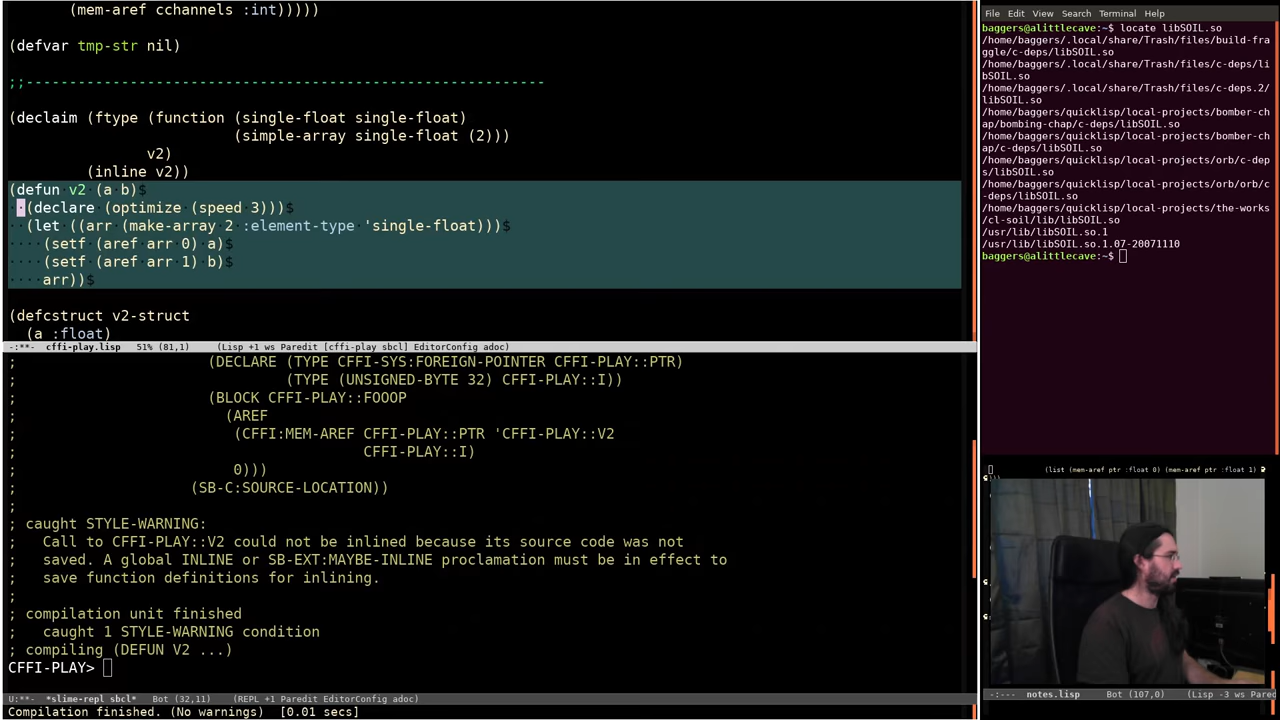 (mem-aref cchannels :int)))))
(defvar tmp-str nil)
;;------------------------------------------------------------
(declaim (ftype (function (single-float single-float)
(simple-array single-float (2)))
v2)
(inline v2))
(defun·v2·(a·b)$
··(declare·(optimize·(speed·3)))$
··(let·((arr·(make-array·2·:element-type·'single-float)))$
····(setf·(aref·arr·0)·a)$
····(setf·(aref·arr·1)·b)$
····arr))$
(defcstruct v2-struct
(a :float)
-:**- cffi-play.lisp 51% (81,1) (Lisp +1 ws Paredit [cffi-play sbcl] EditorConfig adoc)
; (DECLARE (TYPE CFFI-SYS:FOREIGN-POINTER CFFI-PLAY::PTR)
; (TYPE (UNSIGNED-BYTE 32) CFFI-PLAY::I))
; (BLOCK CFFI-PLAY::FOOOP
; (AREF
; (CFFI:MEM-AREF CFFI-PLAY::PTR 'CFFI-PLAY::V2
; CFFI-PLAY::I)
; 0)))
; (SB-C:SOURCE-LOCATION))
;
; caught STYLE-WARNING:
; Call to CFFI-PLAY::V2 could not be inlined because its source code was not
; saved. A global INLINE or SB-EXT:MAYBE-INLINE proclamation must be in effect to
; save function definitions for inlining.
;
; compilation unit finished
; caught 1 STYLE-WARNING condition
; compiling (DEFUN V2 ...)
CFFI-PLAY>
U:**- *slime-repl sbcl* Bot (32,11) (REPL +1 Paredit EditorConfig adoc)
Compilation finished. (No warnings) [0.01 secs]
File Edit View Search Terminal Help
baggers@alittlecave:~$ locate libSOIL.so
/home/baggers/.local/share/Trash/files/build-fra
ggle/c-deps/libSOIL.so
/home/baggers/.local/share/Trash/files/c-deps/li
bSOIL.so
/home/baggers/.local/share/Trash/files/c-deps.2/
libSOIL.so
/home/baggers/quicklisp/local-projects/bomber-ch
ap/bombing-chap/c-deps/libSOIL.so
/home/baggers/quicklisp/local-projects/bomber-ch
ap/c-deps/libSOIL.so
/home/baggers/quicklisp/local-projects/orb/c-dep
s/libSOIL.so
/home/baggers/quicklisp/local-projects/orb/orb/c
-deps/libSOIL.so
/home/baggers/quicklisp/local-projects/the-works
/cl-soil/lib/libSOIL.so
/usr/lib/libSOIL.so.1
/usr/lib/libSOIL.so.1.07-20071110
baggers@alittlecave:~$
(list (mem-aref ptr :float 0) (mem-aref ptr :float 1)
-:--- notes.lisp Bot (107,0) (Lisp -3 ws Pared